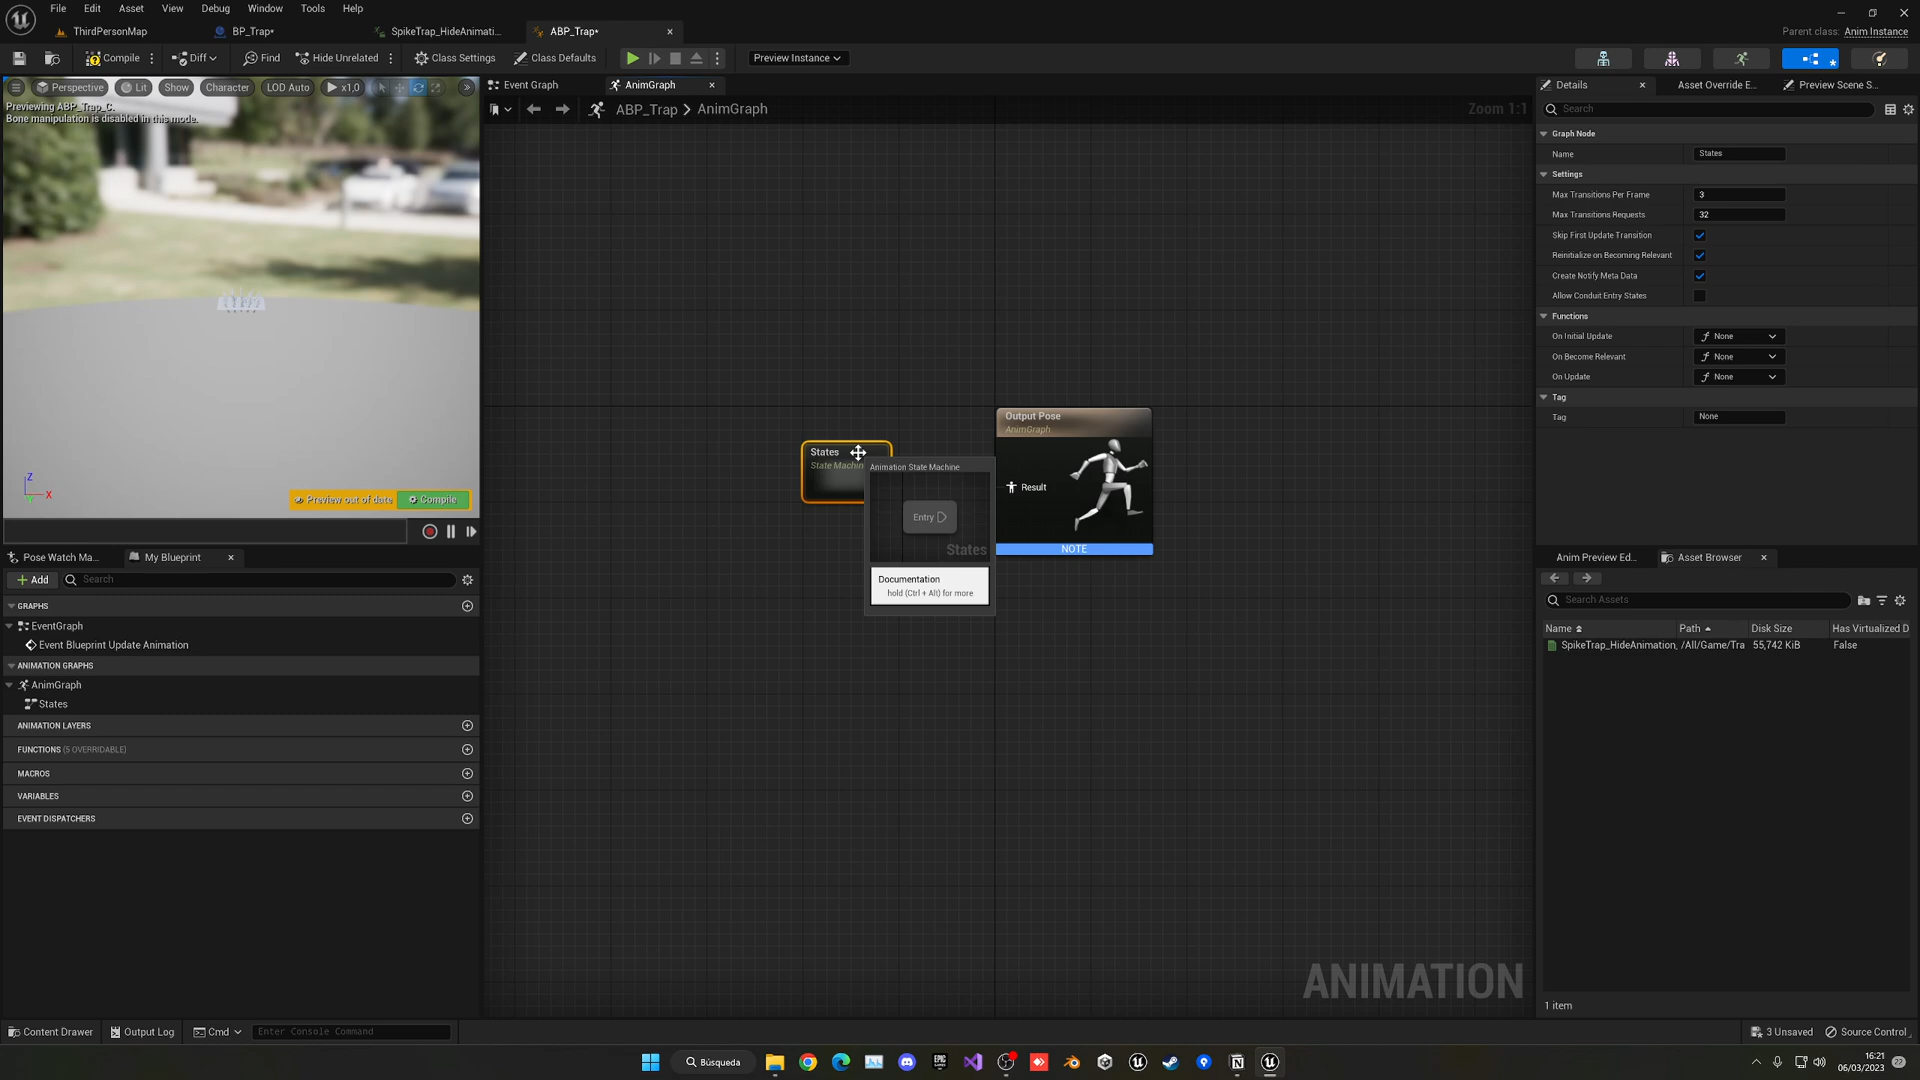 File Edit Asset View Debug Window Tools Help
ThirdPersonMap
BP_Trap*
SpikeTrap_HideAnimati...
ABP_Trap*
Parent class: Anim Instance
Compile
Diff
Find
Hide Unrelated
Class Settings
Class Defaults
Preview Instance
Perspective
Lit
Show
Character
LOD Auto
x1,0
Previewing ABP_Trap_C.
Bone manipulation is disabled in this mode.
Z
X
Preview out of date
Compile
Pose Watch Ma...
My Blueprint
Add
Search
GRAPHS
EventGraph
Event Blueprint Update Animation
ANIMATION GRAPHS
AnimGraph
States
ANIMATION LAYERS
FUNCTIONS (5 OVERRIDABLE)
MACROS
VARIABLES
EVENT DISPATCHERS
Event Graph
AnimGraph
ABP_Trap > AnimGraph
Zoom 1:1
States
State Machin
Animation State Machine
Entry
States
Documentation
hold (Ctrl + Alt) for more
Output Pose
AnimGraph
Result
NOTE
ANIMATION
Details
Asset Override E...
Preview Scene S...
Search
Graph Node
Name States
Settings
Max Transitions Per Frame 3
Max Transitions Requests 32
Skip First Update Transition
Reinitialize on Becoming Relevant
Create Notify Meta Data
Allow Conduit Entry States
Functions
On Initial Update None
On Become Relevant None
On Update None
Tag
Tag None
Anim Preview Ed...
Asset Browser
Search Assets
Name Path Disk Size Has Virtualized D
SpikeTrap_HideAnimation_ /All/Game/Tra 55,742 KiB False
1 item
Content Drawer
Output Log
Cmd
Enter Console Command
3 Unsaved
Source Control
Búsqueda
16:21
06/03/2023
22